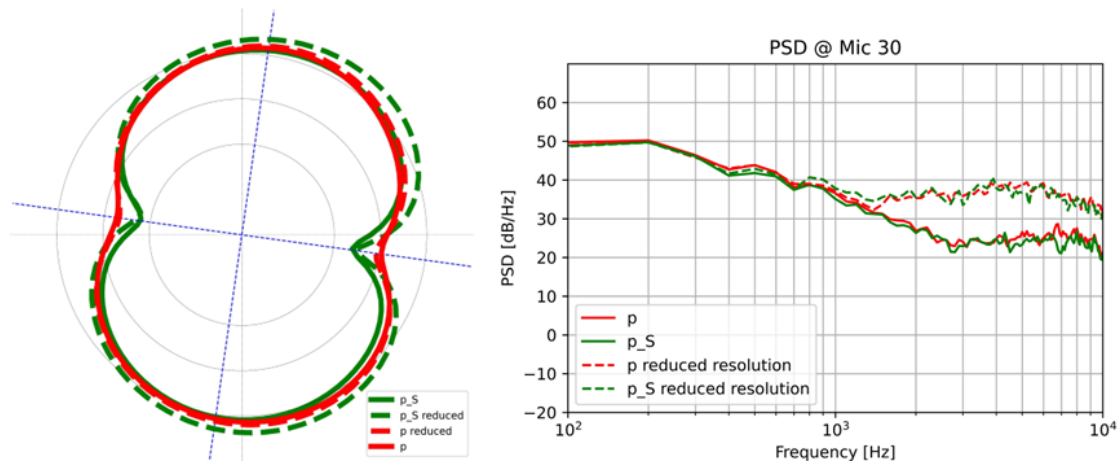 p_S
p_S reduced
p reduced
p
PSD @ Mic 30
PSD [dB/Hz]
60
50
40
30
20
10
0
−10
−20
p
p_S
p reduced resolution
p_S reduced resolution
10²
10³
10⁴
Frequency [Hz]